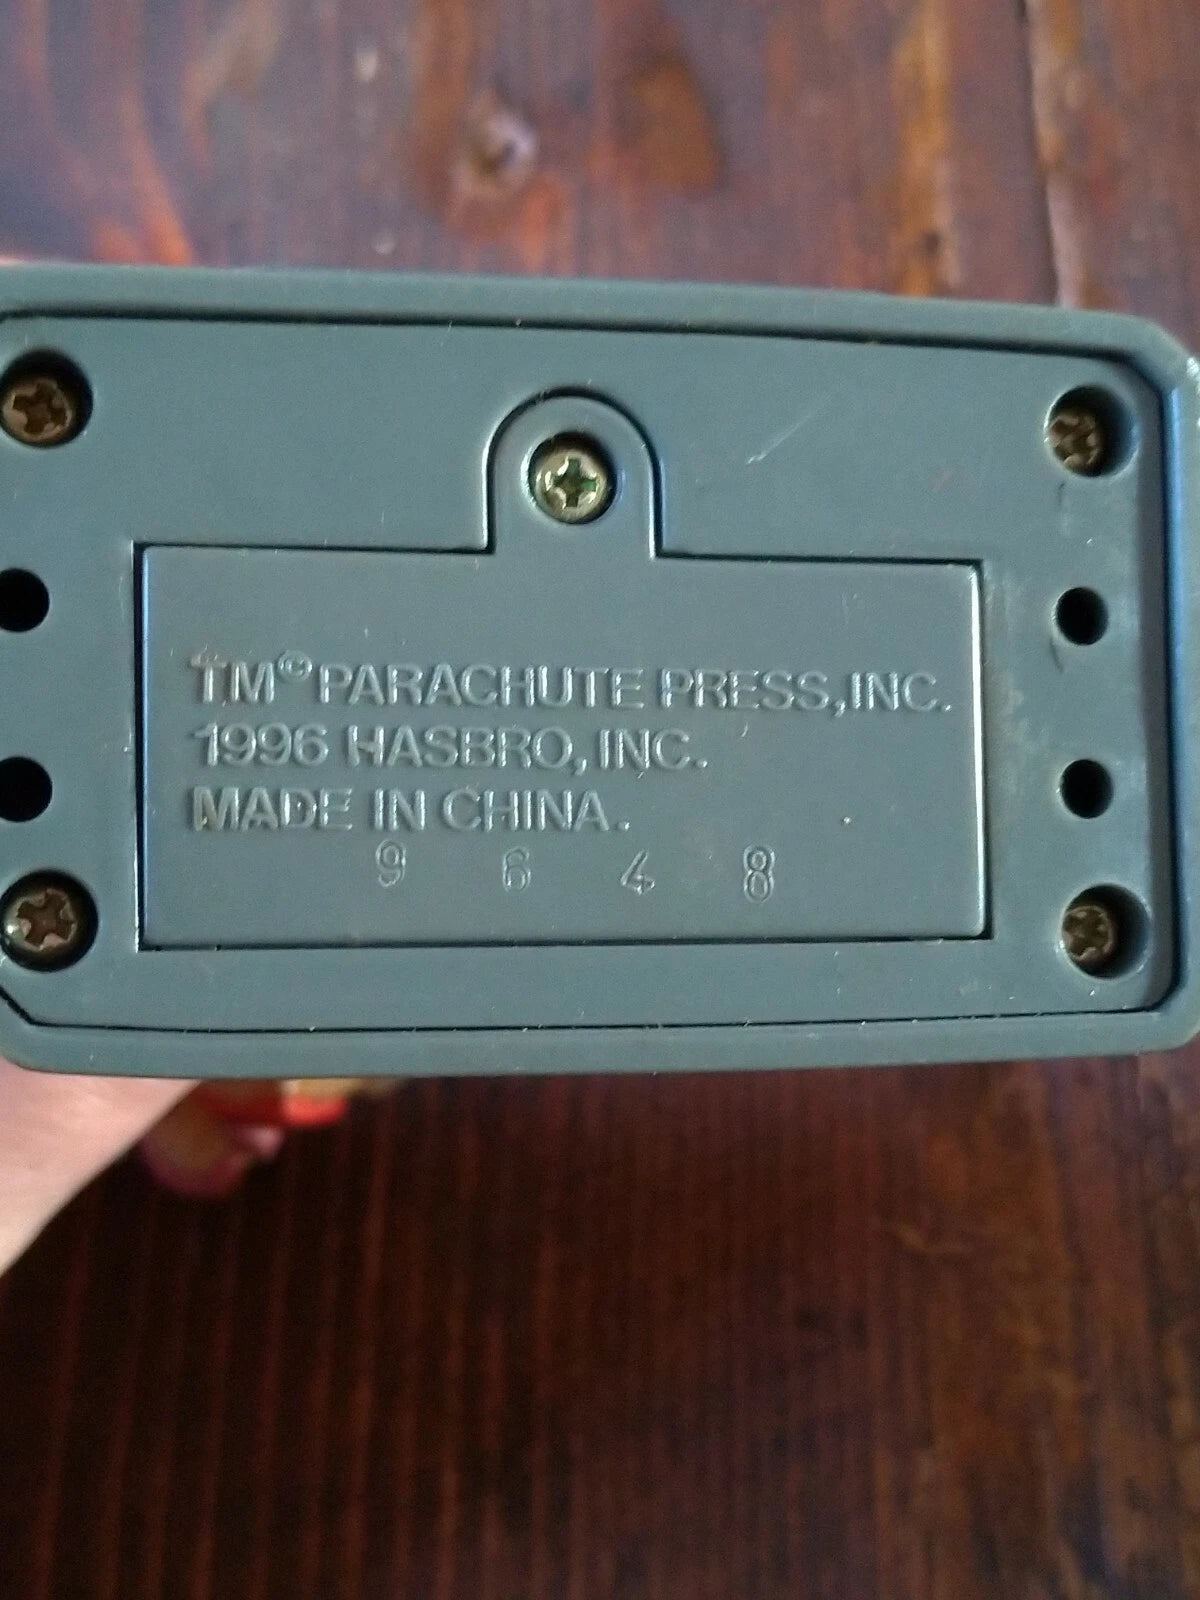 TM©PARACHUTE PRESS, INC.
1996 HASBRO, INC.
MADE IN CHINA.
9 6 4 8